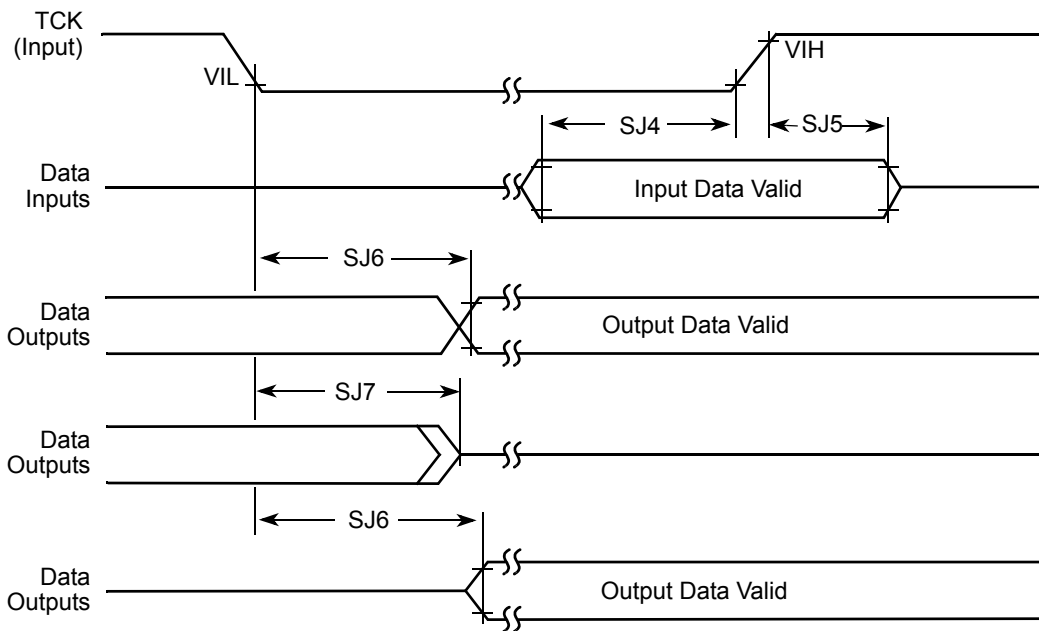 TCK
(Input)
VIL
VIH
SJ4
SJ5
Data
Inputs
Input Data Valid
SJ6
Data
Outputs
Output Data Valid
SJ7
Data
Outputs
SJ6
Data
Outputs
Output Data Valid